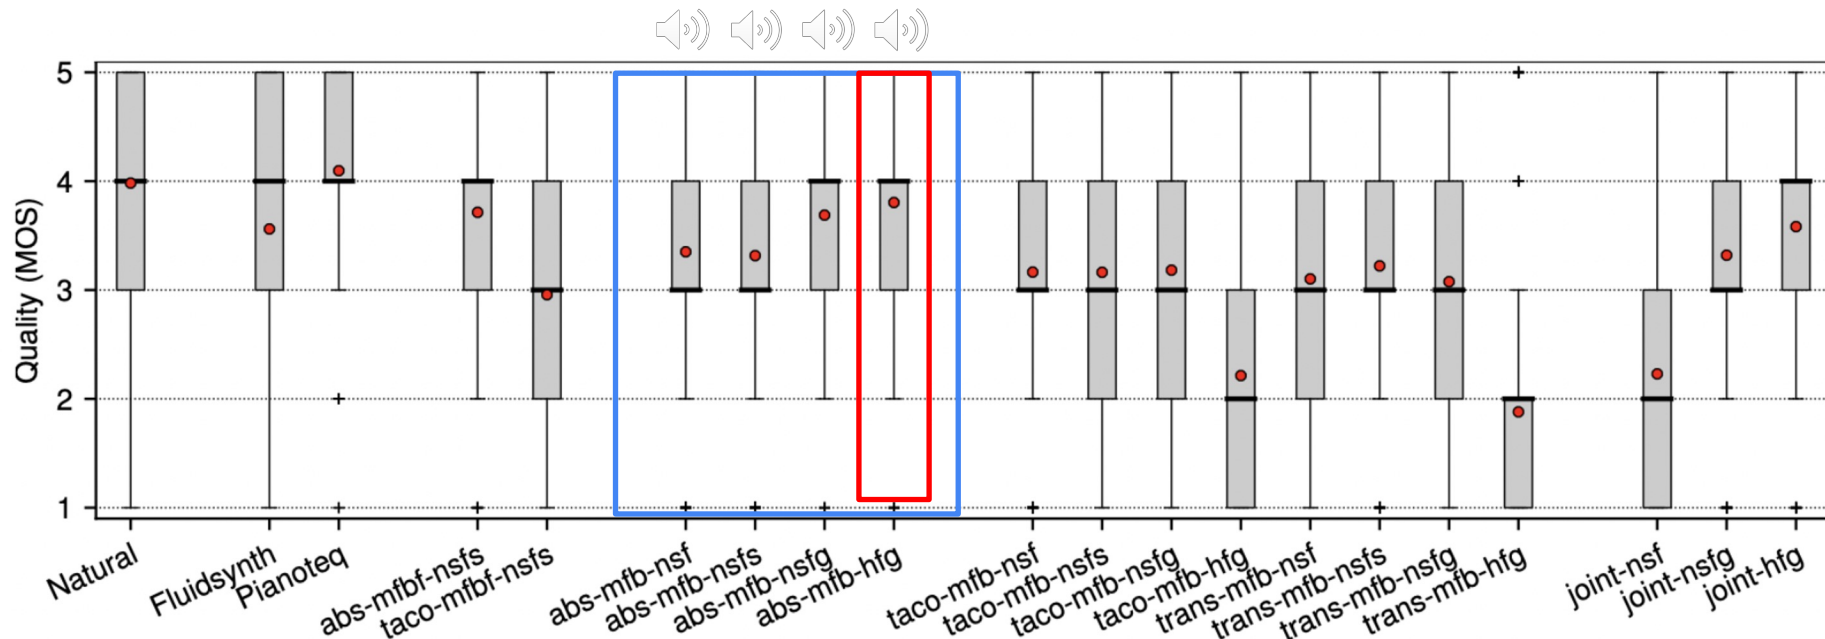 Quality (MOS)
5
4
3
2
1
Natural
Fluidsynth
Pianoteq
abs-mfbf-nsfs
taco-mfbf-nsfs
abs-mfb-nsf
abs-mfb-nsfs
abs-mfb-nsfg
abs-mfb-hfg
taco-mfb-nsf
taco-mfb-nsfs
taco-mfb-nsfg
taco-mfb-hfg
trans-mfb-nsf
trans-mfb-nsfs
trans-mfb-nsfg
trans-mfb-hfg
joint-nsf
joint-nsfg
joint-hfg